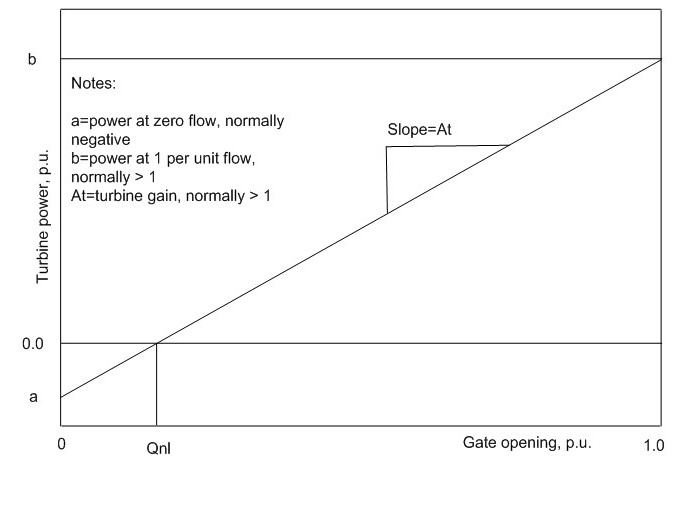 b
Notes:
a=power at zero flow, normally
negative
b=power at 1 per unit flow,
normally > 1
At=turbine gain, normally > 1
Slope=At
Turbine power, p.u.
0.0
a
0
Qnl
Gate opening, p.u.
1.0